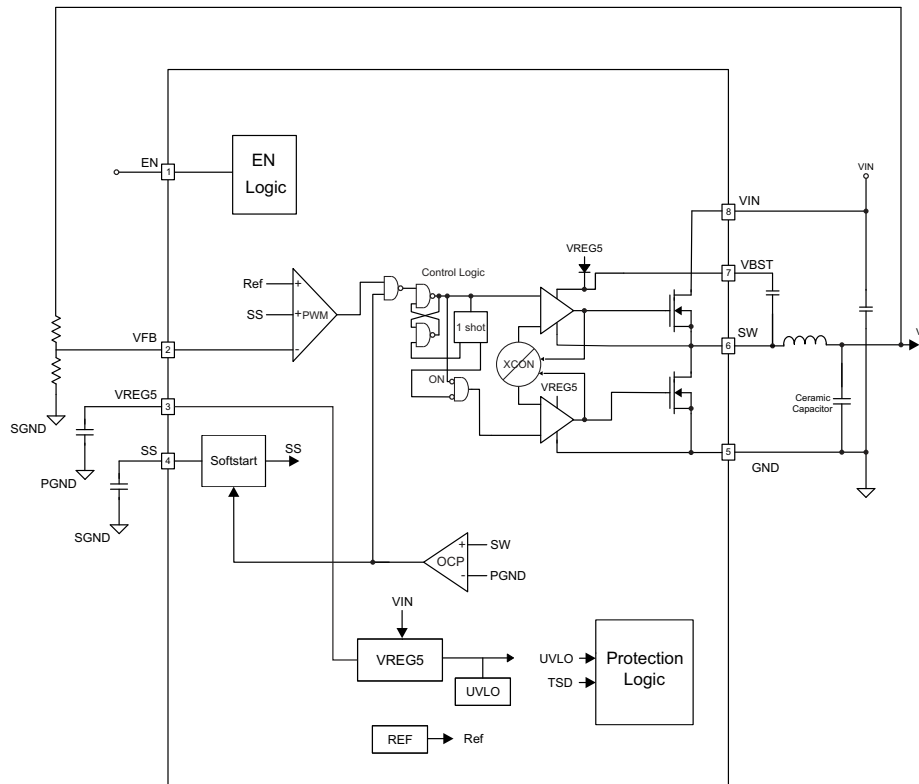 EN
1
EN
Logic
VIN
8
VIN
VREG5
7
VBST
Control Logic
Ref
+
SS
+
PWM
-
1 shot
VFB
2
6
SW
V
XCON
ON
VREG5
VREG5
3
Ceramic
Capacitor
SGND
SS
4
Softstart
SS
5
GND
PGND
SGND
+
SW
OCP
-
PGND
VIN
VREG5
UVLO
UVLO
TSD
Protection
Logic
REF
Ref